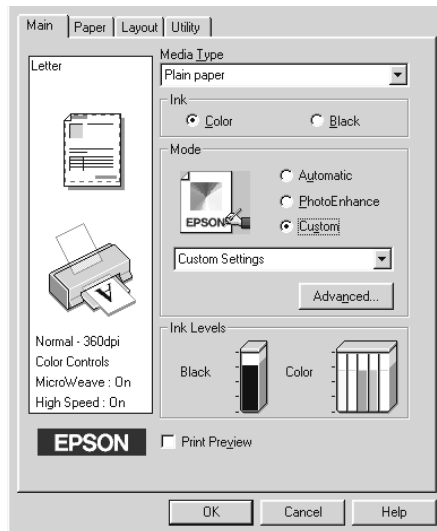 Main Paper Layout Utility
Letter
Media Type
Plain paper
Ink
Color Black
Mode
EPSON
Automatic
PhotoEnhance
Custom
Custom Settings
Advanced...
A
Normal - 360dpi
Color Controls
MicroWeave : On
High Speed : On
Ink Levels
Black Color
EPSON
Print Preview
OK Cancel Help